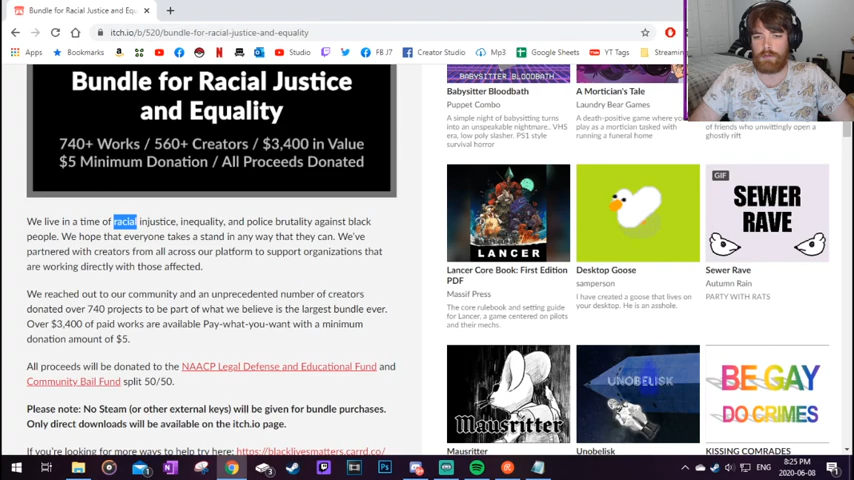 Bundle for Racial Justice and Equ
itch.io/b/520/bundle-for-racial-justice-and-equality
Apps
Bookmarks
Studio
FB J7
Creator Studio
Mp3
Google Sheets
YT Tags
Streaming
Bundle for Racial Justice
and Equality
740+ Works / 560+ Creators / $3,400 in Value
$5 Minimum Donation / All Proceeds Donated
We live in a time of racial injustice, inequality, and police brutality against black
people. We hope that everyone takes a stand in any way that they can. We've
partnered with creators from all across our platform to support organizations that
are working directly with those affected.
We reached out to our community and an unprecedented number of creators
donated over 740 projects to be part of what we believe is the largest bundle ever.
Over $3,400 of paid works are available Pay-what-you-want with a minimum
donation amount of $5.
All proceeds will be donated to the NAACP Legal Defense and Educational Fund and
Community Bail Fund split 50/50.
Please note: No Steam (or other external keys) will be given for bundle purchases.
Only direct downloads will be available on the itch.io page.
If you're looking for more ways to help try here: https://blacklivesmatters.carrd.co/
BABYSITTER BLOODBATH
Babysitter Bloodbath
Puppet Combo
A simple night of babysitting turns
into an unspeakable nightmare.. VHS
era, low poly slasher. PS1 style
survival horror
A Mortician's Tale
Laundry Bear Games
A death-positive game where you
play as a mortician tasked with
running a funeral home
of friends who unwittingly open a
ghostly rift
LANCER
Lancer Core Book: First Edition
PDF
Massif Press
The core rulebook and setting guide
for Lancer, a game centered on pilots
and their mechs.
Desktop Goose
samperson
I have created a goose that lives on
your desktop. He is an asshole.
GIF
SEWER
RAVE
Sewer Rave
Autumn Rain
PARTY WITH RATS
Mausritter
Mausritter
UNOBELISK
Unobelisk
BE GAY
DO CRIMES
KISSING COMRADES
ENG
8:25 PM
2020-06-08